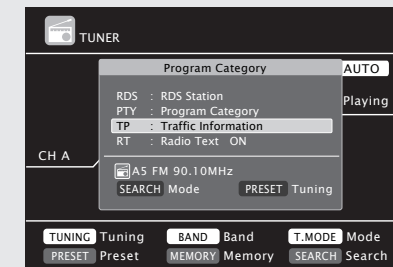 TUNER
Program Category
AUTO
RDS : RDS Station
Playing
PTY : Program Category
TP : Traffic Information
RT : Radio Text ON
CH A
A5 FM 90.10MHz
SEARCH Mode PRESET Tuning
TUNING Tuning BAND Band T.MODE Mode
PRESET Preset MEMORY Memory SEARCH Search